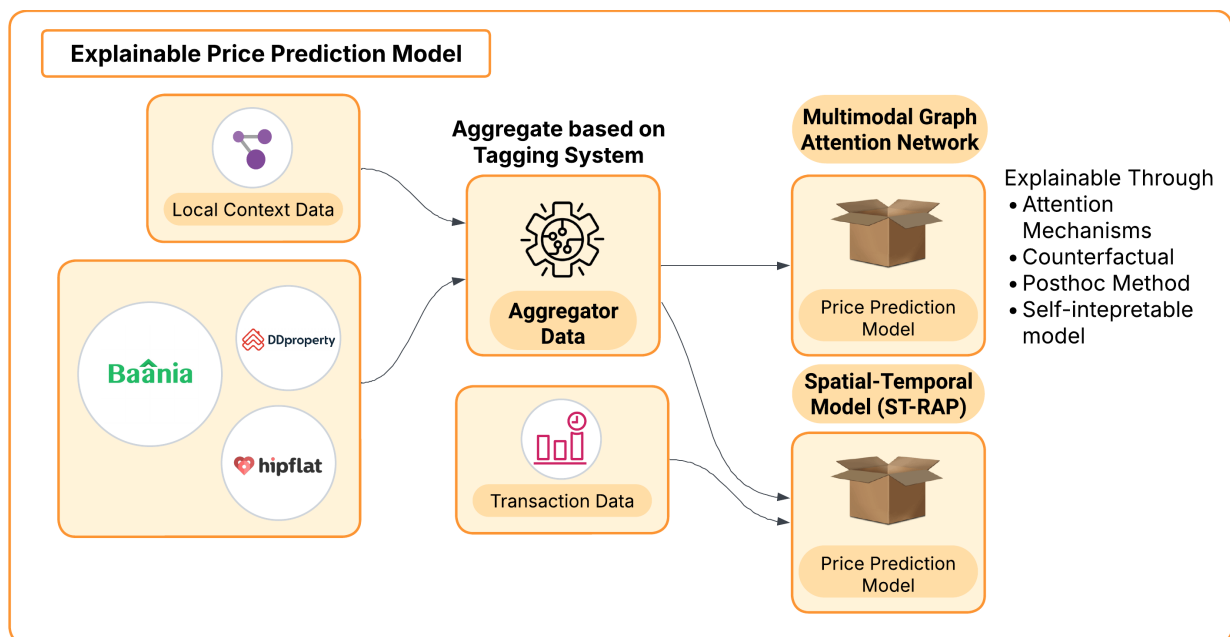 Explainable Price Prediction Model
Local Context Data
Baania
DDproperty
hipflat
Aggregate based on
Tagging System
Aggregator
Data
Transaction Data
Multimodal Graph
Attention Network
Price Prediction
Model
Explainable Through
• Attention
Mechanisms
• Counterfactual
• Posthoc Method
• Self-intepretable
model
Spatial-Temporal
Model (ST-RAP)
Price Prediction
Model